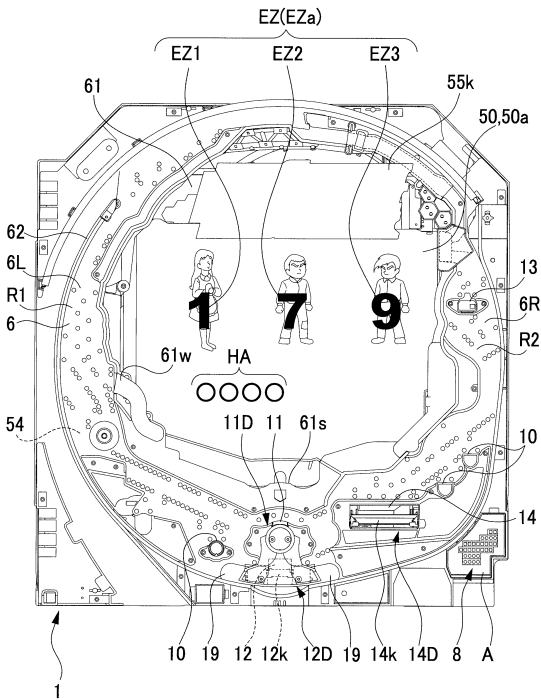 EZ(EZa)
EZ1 EZ2 EZ3
61 55k
50,50a
62
6L 13
R1 6R
6 R2
1 7 9
61w HA
54 11D 11 61s 10
14
10 19 12 12k 12D 19 14k 14D 8 A
1